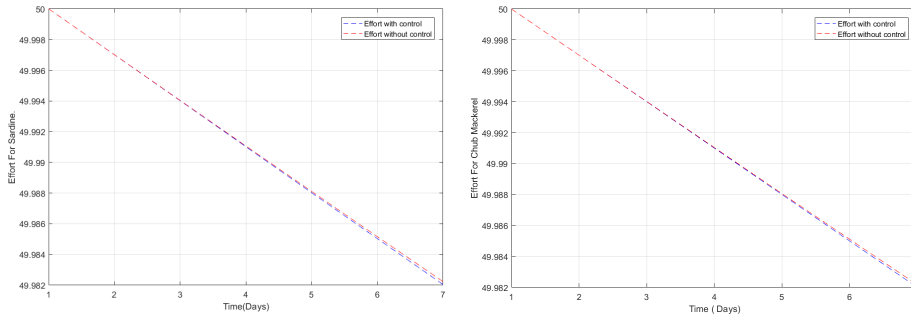 50
49.998
49.996
49.994
49.992
49.99
49.988
49.986
49.984
49.982
Effort For Sardine
1 2 3 4 5 6 7
Time(Days)
Effort with control
Effort without control
50
49.998
49.996
49.994
49.992
49.99
49.988
49.986
49.984
49.982
Effort For Chub Mackerel
1 2 3 4 5 6
Time ( Days)
Effort with control
Effort without control